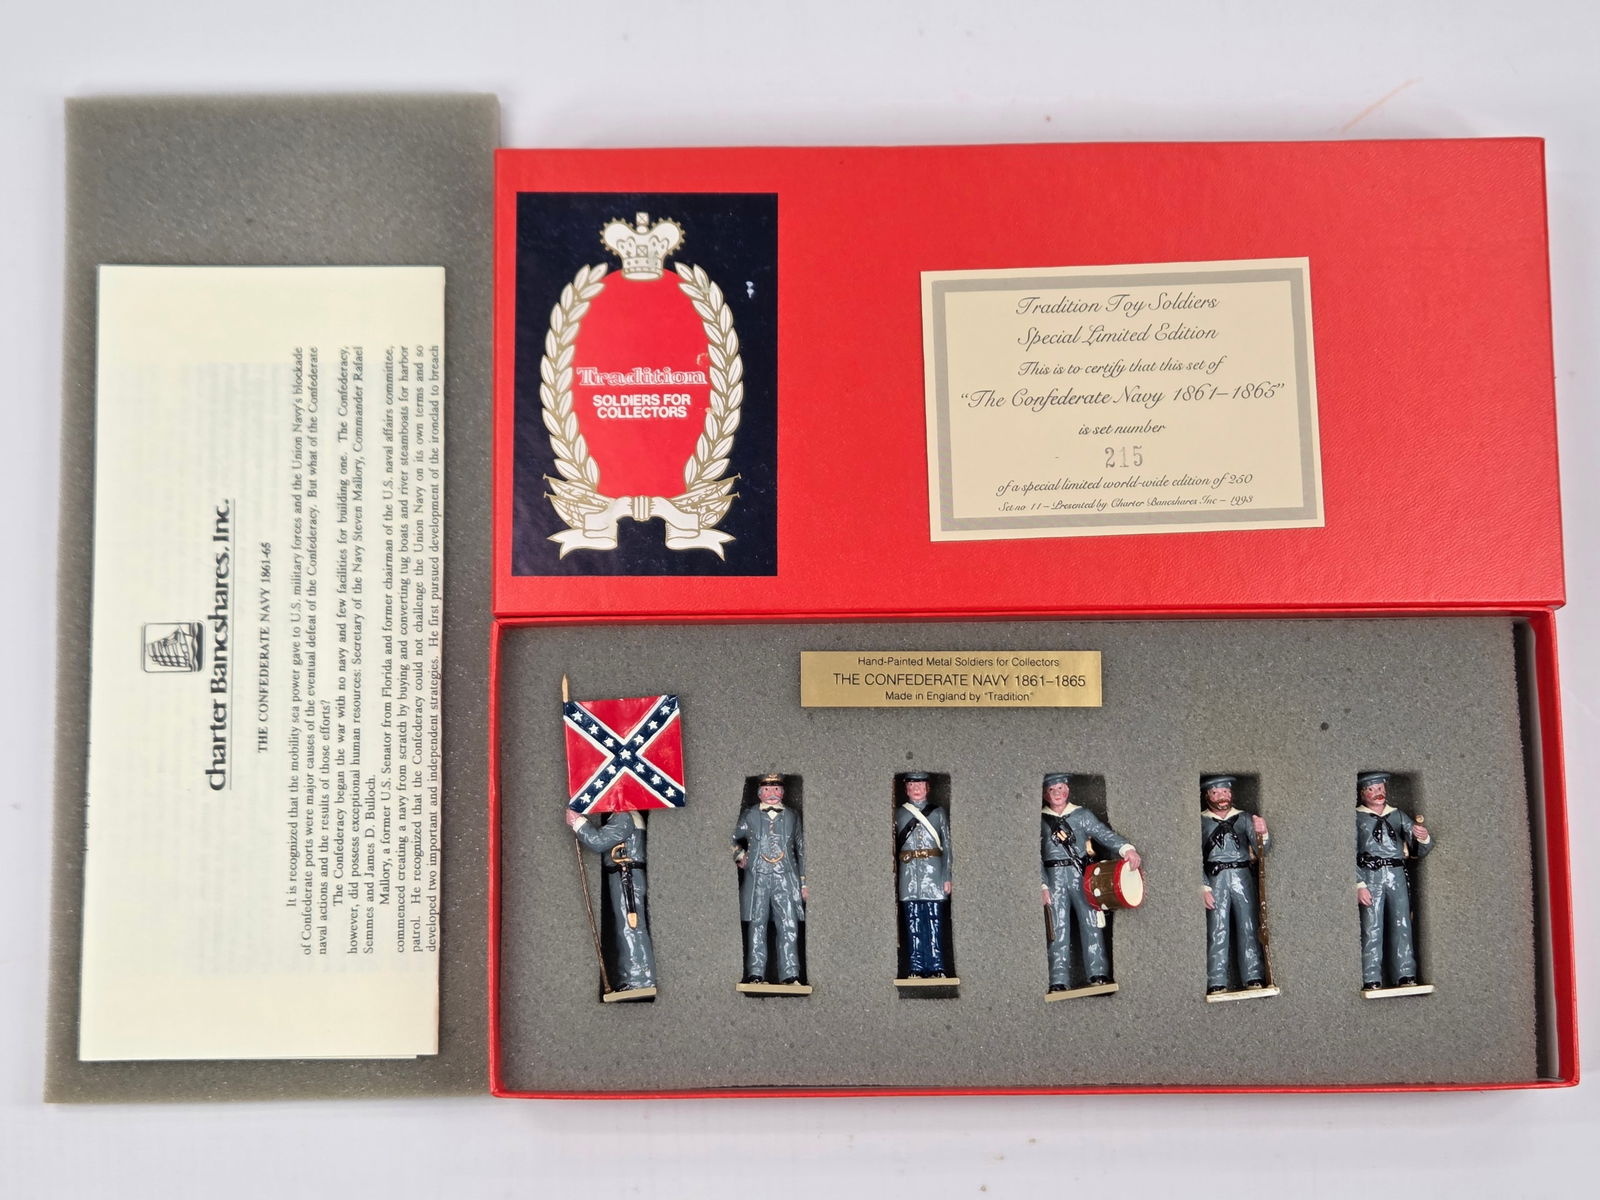 charter Bancshares, Inc.
THE CONFEDERATE NAVY 1861-65
It is recognized that the mobility sea power gave to U.S. military forces and the Union Navy's blockade
of Confederate ports were major causes of the eventual defeat of the Confederacy. But what of the Confederate
naval actions and the results of those efforts?
The Confederacy began the war with no navy and few facilities for building one. The Confederacy,
however, did possess exceptional human resources: Secretary of the Navy Steven Mallory, Commander Rafael
Semmes and James D. Bulloch.
Mallory, a former U.S. Senator from Florida and former chairman of the U.S. naval affairs committee,
commenced creating a navy from scratch by buying and converting tug boats and river steamboats for harbor
patrol. He recognized that the Confederacy could not challenge the Union Navy on its own terms and so
developed two important and independent strategies. He first pursued development of the ironclad to breach
Tradition
SOLDIERS FOR
COLLECTORS
Tradition Toy Soldiers
Special Limited Edition
This is to certify that this set of
"The Confederate Navy 1861–1865"
is set number
215
of a special limited world-wide edition of 250
Set no 11 – Presented by Charter Bancshares Inc – 1993
Hand-Painted Metal Soldiers for Collectors
THE CONFEDERATE NAVY 1861–1865
Made in England by "Tradition"